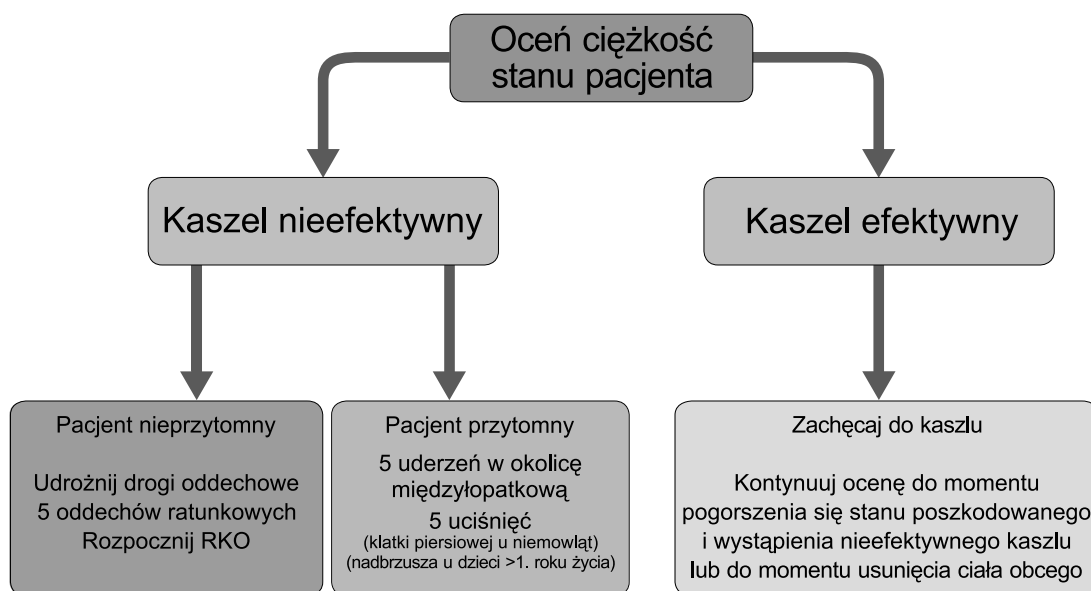 Oceń ciężkość
stanu pacjenta
Kaszel nieefektywny
Kaszel efektywny
Pacjent nieprzytomny
Udrożnij drogi oddechowe
5 oddechów ratunkowych
Rozpocznij RKO
Pacjent przytomny
5 uderzeń w okolicę
międzyłopatkową
5 uciśnięć
(klatki piersiowej u niemowląt)
(nadbrzusza u dzieci >1. roku życia)
Zachęcaj do kaszlu
Kontynuuj ocenę do momentu
pogorszenia się stanu poszkodowanego
i wystąpienia nieefektywnego kaszlu
lub do momentu usunięcia ciała obcego